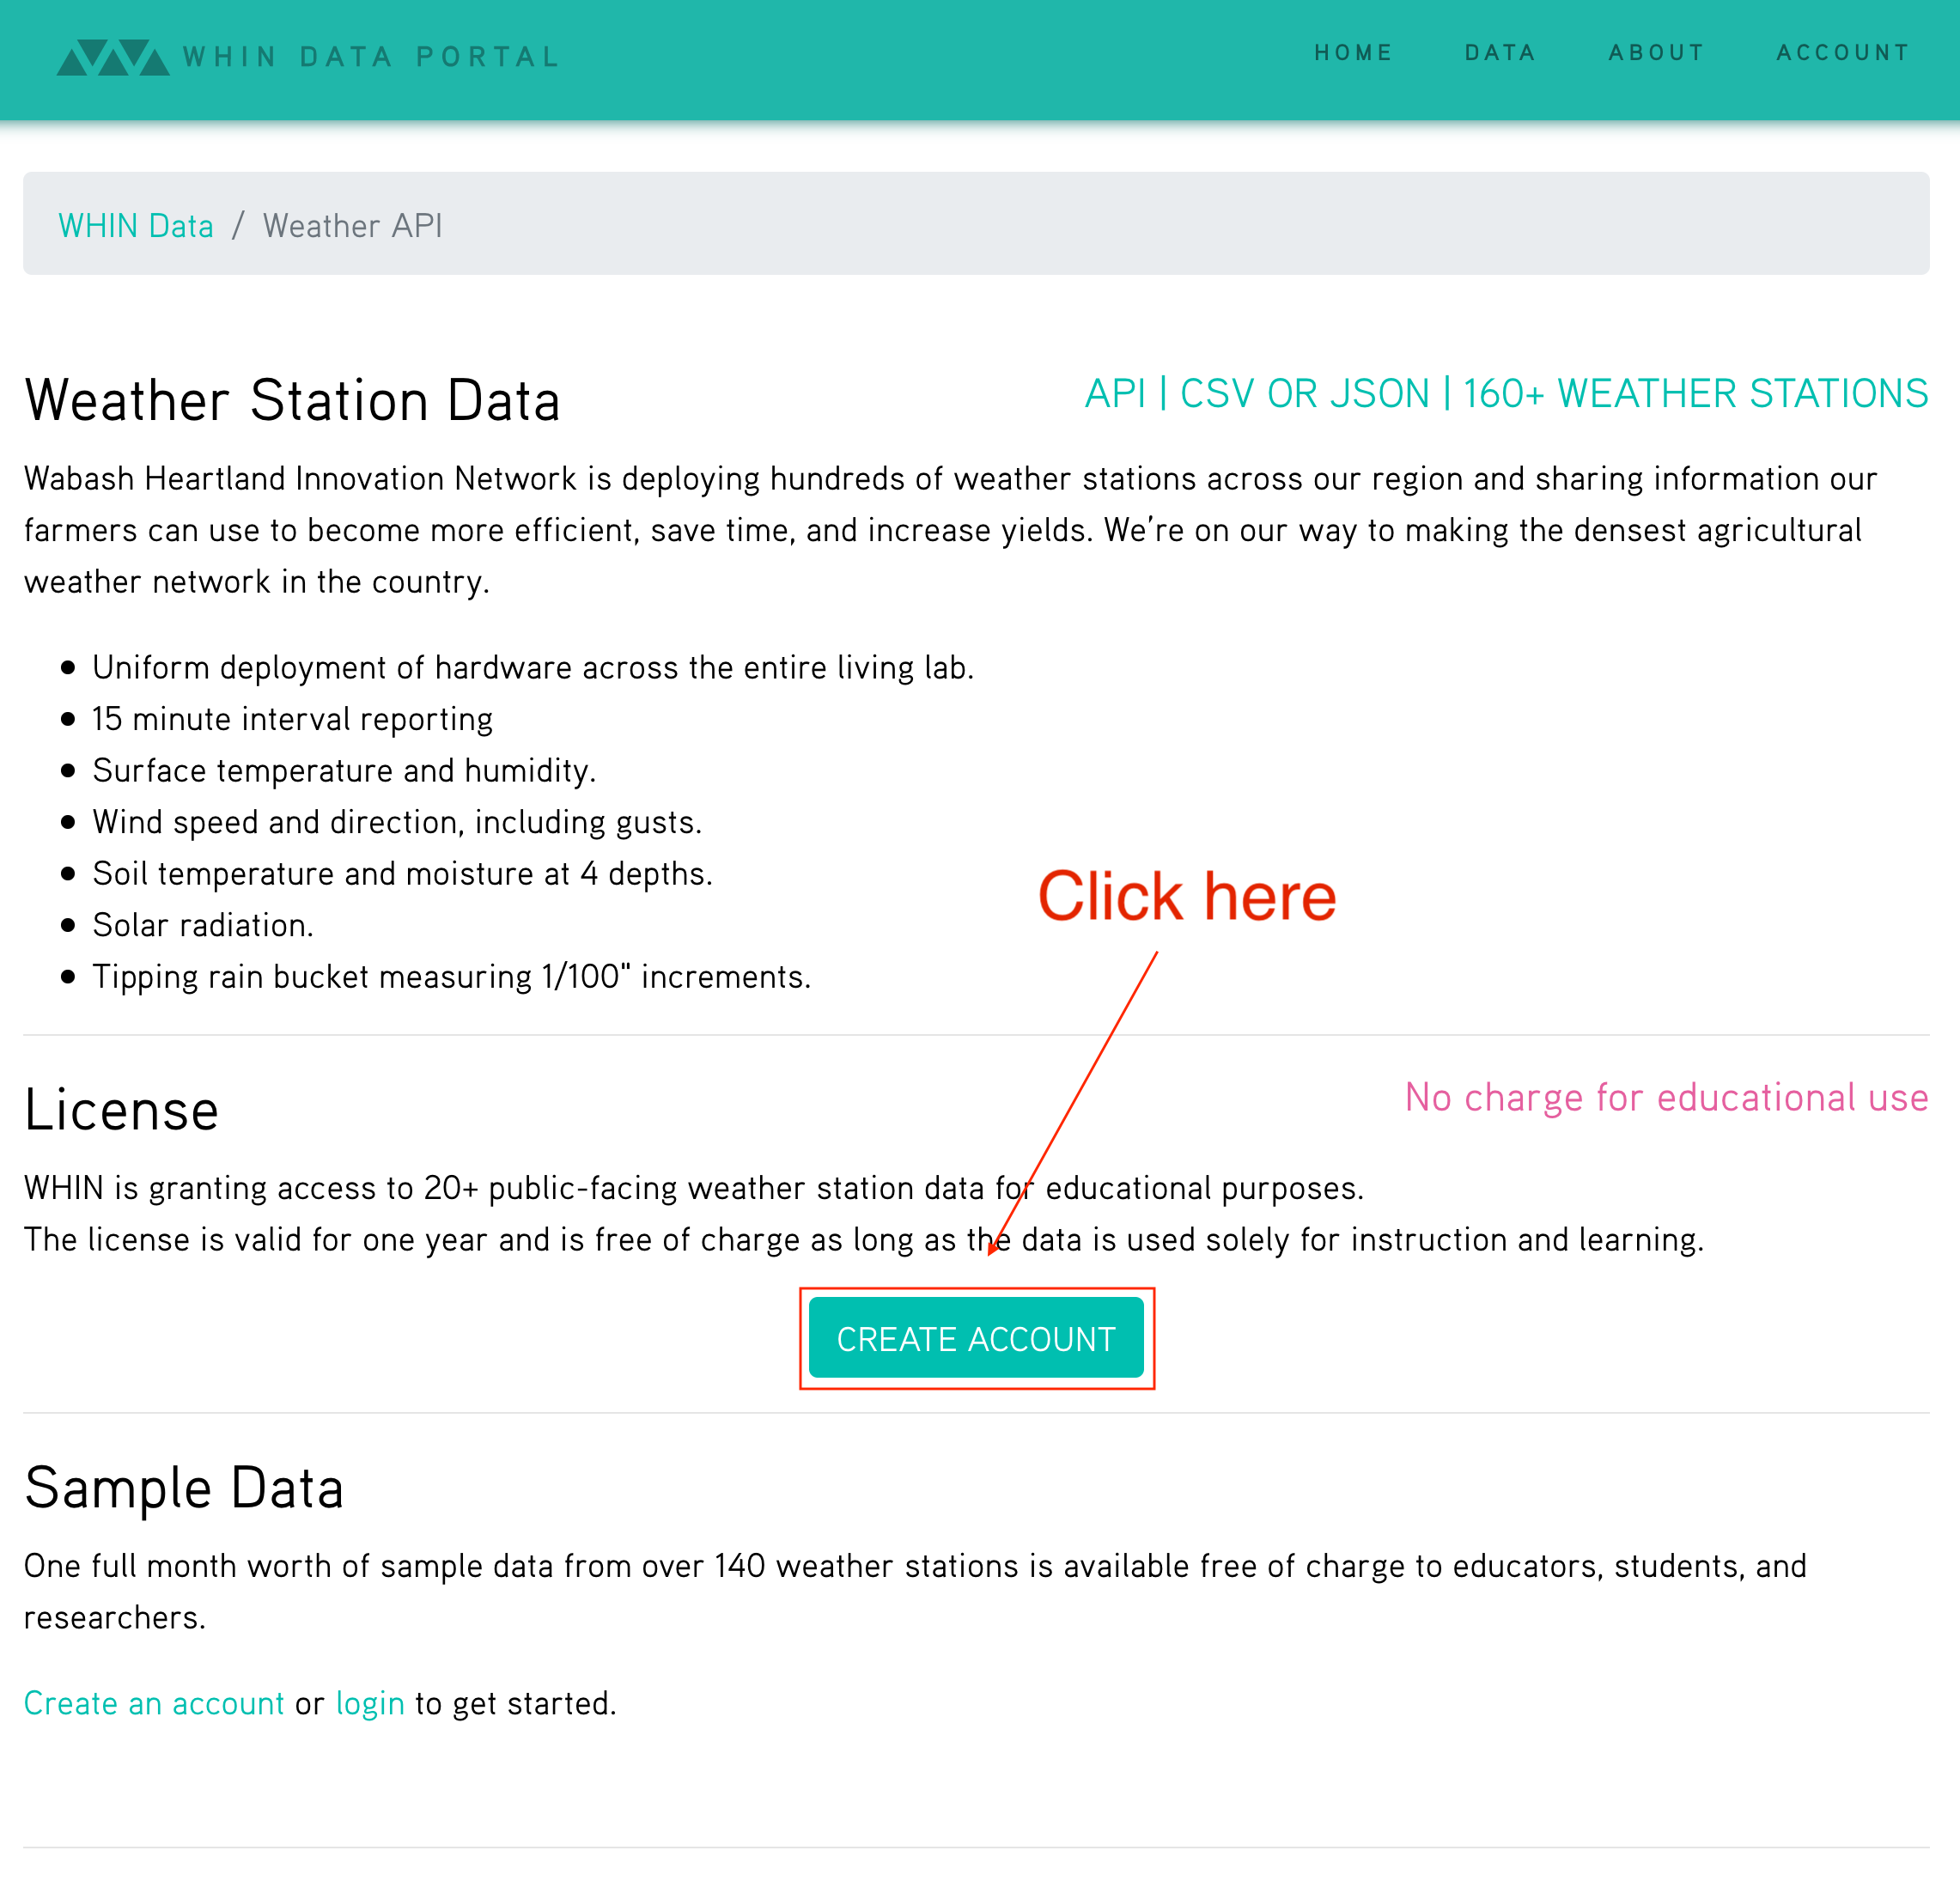 WHIN DATA PORTAL
HOME DATA ABOUT ACCOUNT
WHIN Data / Weather API
Weather Station Data
API | CSV OR JSON | 160+ WEATHER STATIONS
Wabash Heartland Innovation Network is deploying hundreds of weather stations across our region and sharing information our
farmers can use to become more efficient, save time, and increase yields. We're on our way to making the densest agricultural
weather network in the country.
Uniform deployment of hardware across the entire living lab.
15 minute interval reporting
Surface temperature and humidity.
Wind speed and direction, including gusts.
Soil temperature and moisture at 4 depths.
Solar radiation.
Tipping rain bucket measuring 1/100" increments.
Click here
License
No charge for educational use
WHIN is granting access to 20+ public-facing weather station data for educational purposes.
The license is valid for one year and is free of charge as long as the data is used solely for instruction and learning.
CREATE ACCOUNT
Sample Data
One full month worth of sample data from over 140 weather stations is available free of charge to educators, students, and
researchers.
Create an account or login to get started.